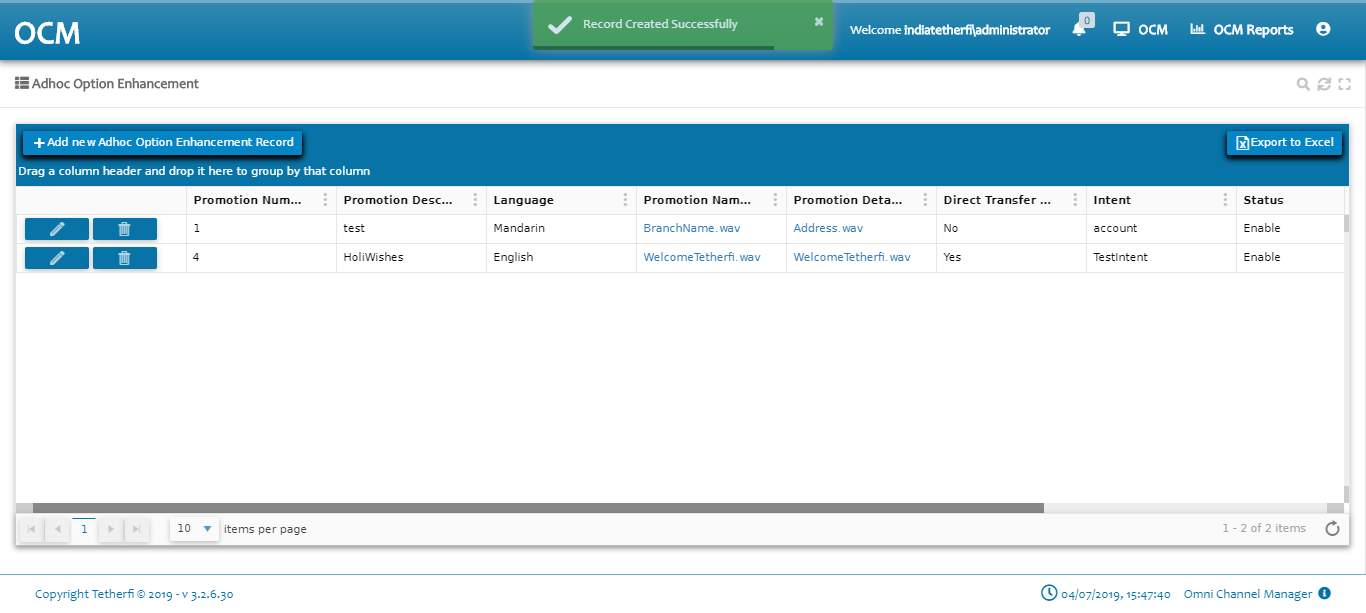 OCM
Record Created Successfully
Welcome indiatetherfi\administrator
0
OCM
OCM Reports
Adhoc Option Enhancement
Add new Adhoc Option Enhancement Record
Export to Excel
Drag a column header and drop it here to group by that column
Promotion Num... Promotion Desc... Language Promotion Nam... Promotion Deta... Direct Transfer ... Intent Status
1 test Mandarin BranchName.wav Address.wav No account Enable
4 HoliWishes English WelcomeTetherfi.wav WelcomeTetherfi.wav Yes TestIntent Enable
1 10 items per page 1 - 2 of 2 items
Copyright Tetherfi © 2019 - v 3.2.6.30 04/07/2019, 15:47:40 Omni Channel Manager